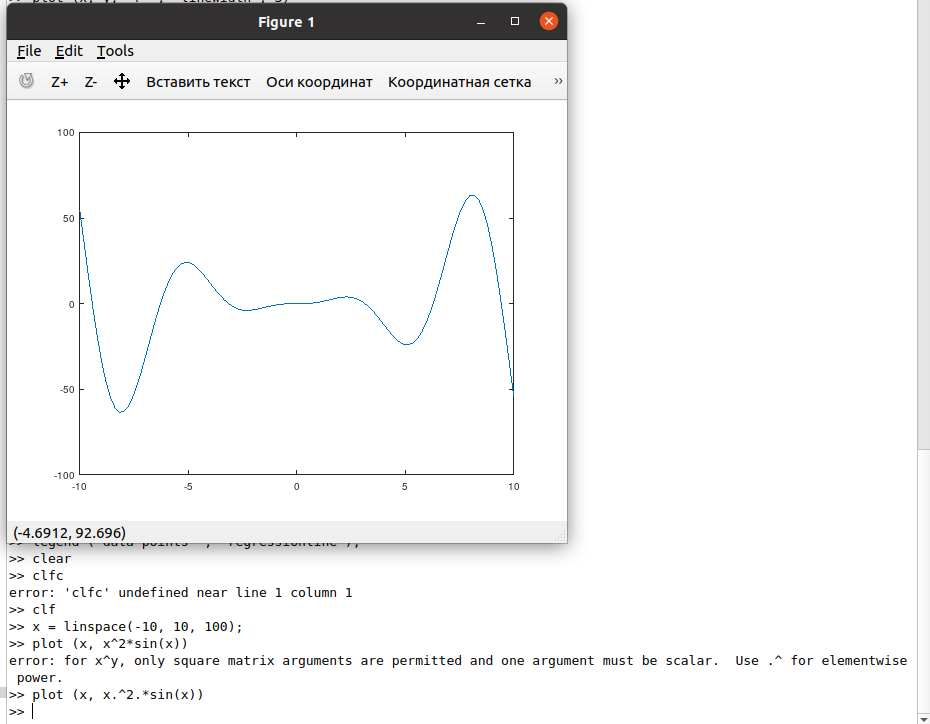 >> plot (x, y,
Figure 1
File Edit Tools
Z+ Z- Вставить текст Оси координат Координатная сетка »
100
50
0
-50
-100
-10 -5 0 5 10
(-4.6912, 92.696)
>> legend ("data points" , "regressionline");
>> clear
>> clfc
error: 'clfc' undefined near line 1 column 1
>> clf
>> x = linspace(-10, 10, 100);
>> plot (x, x^2*sin(x))
error: for x^y, only square matrix arguments are permitted and one argument must be scalar.  Use .^ for elementwise
power.
>> plot (x, x.^2.*sin(x))
>>